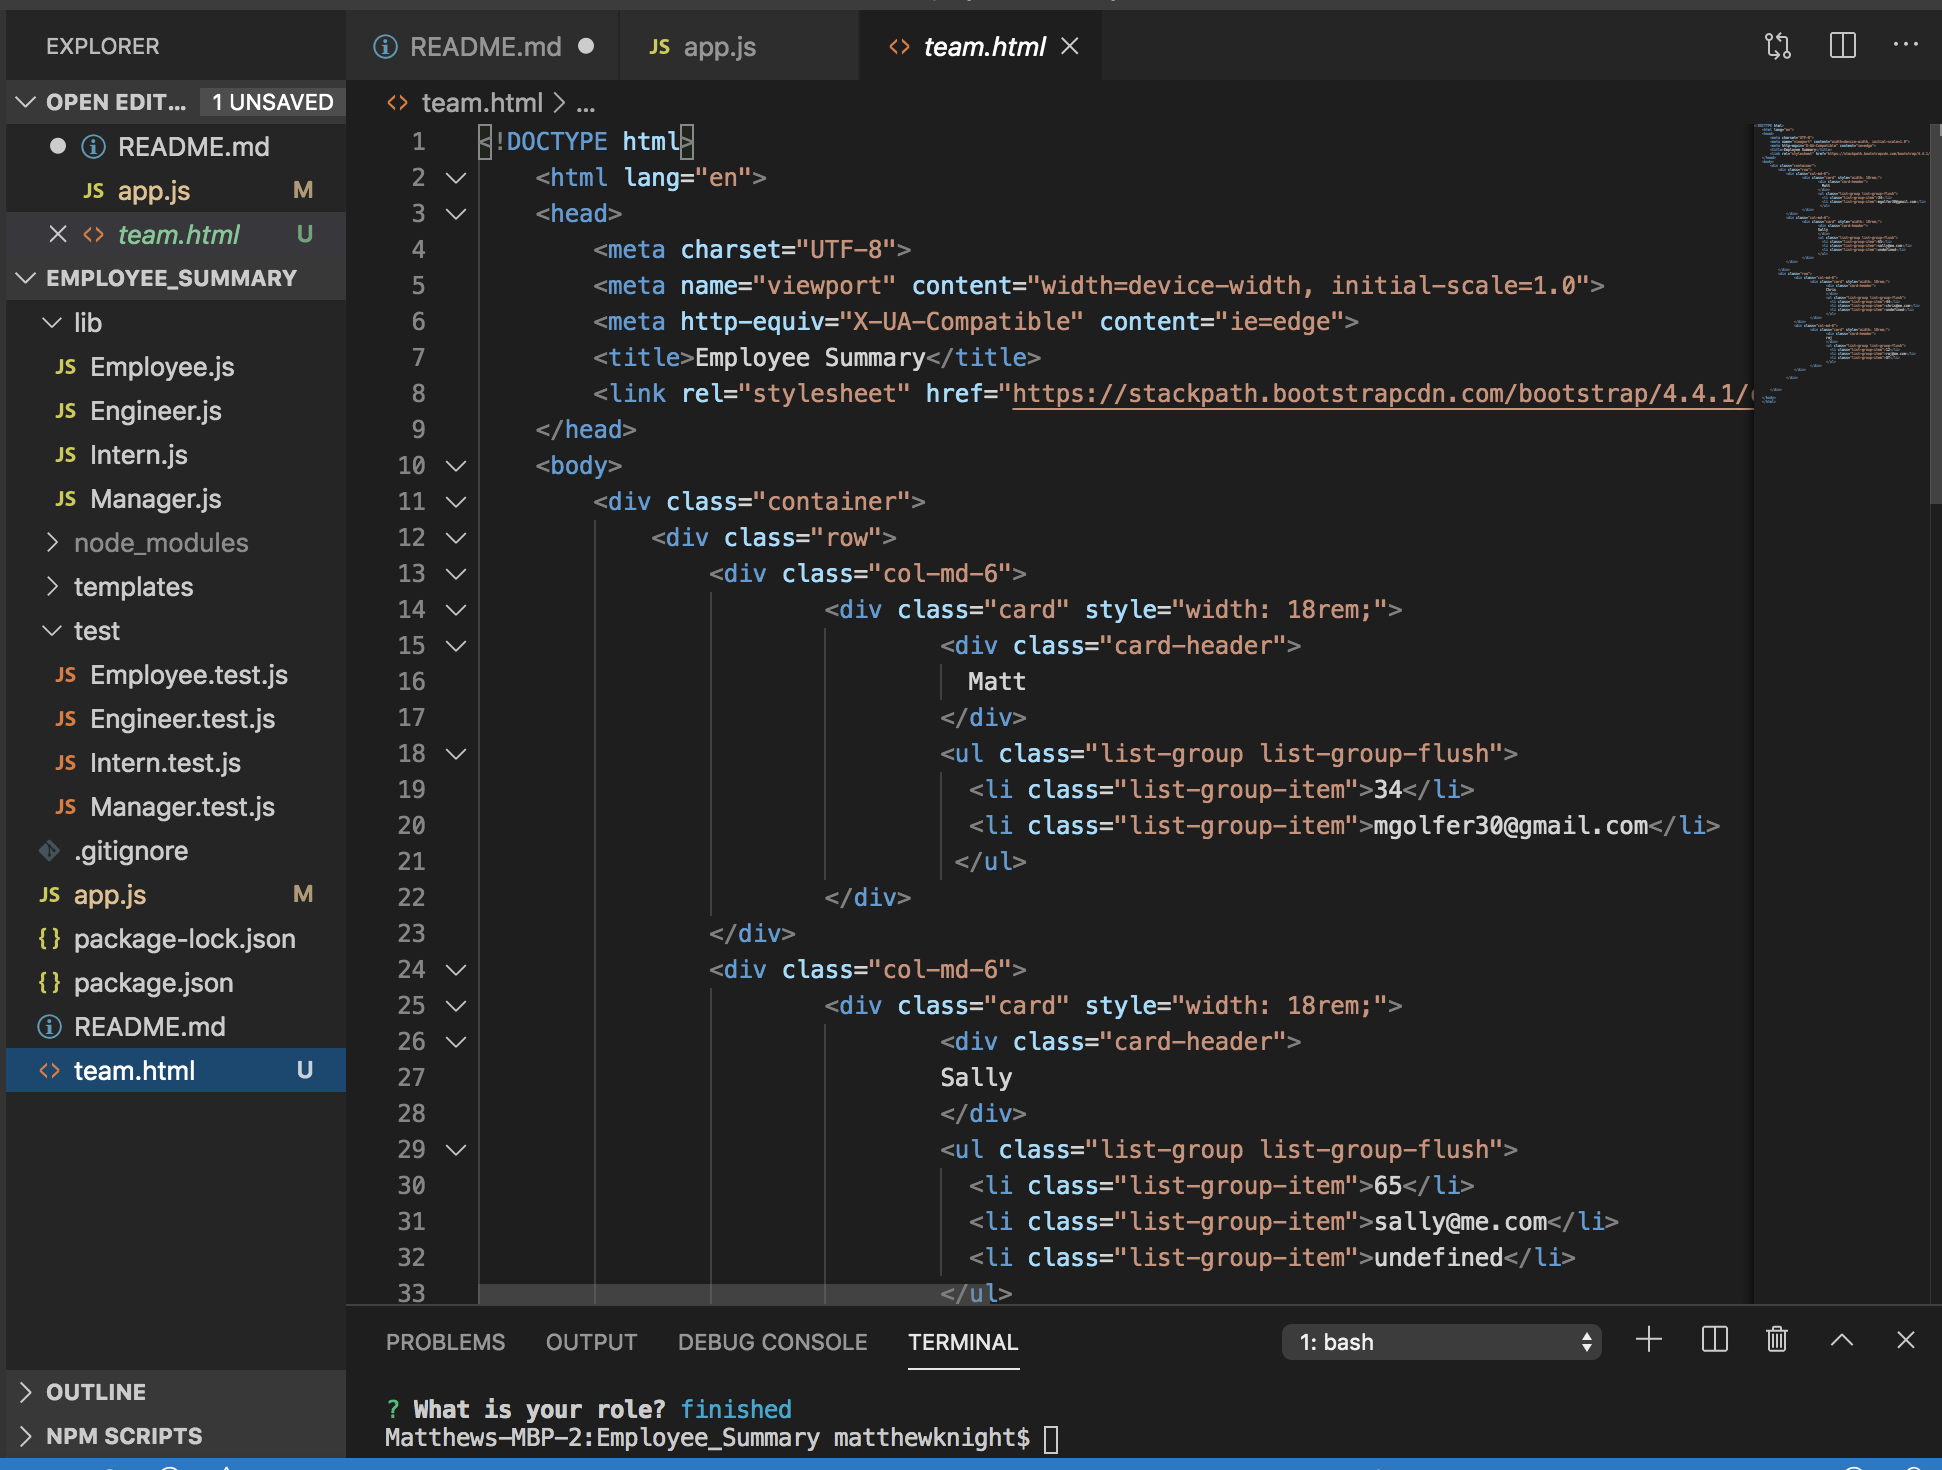 EXPLORER
OPEN EDIT... 1 UNSAVED
README.md
JS app.js M
team.html U
EMPLOYEE_SUMMARY
lib
JS Employee.js
JS Engineer.js
JS Intern.js
JS Manager.js
node_modules
templates
test
JS Employee.test.js
JS Engineer.test.js
JS Intern.test.js
JS Manager.test.js
.gitignore
JS app.js M
{} package-lock.json
{} package.json
README.md
<> team.html U
OUTLINE
NPM SCRIPTS
README.md
JS app.js
<> team.html
<> team.html > ...
1 <!DOCTYPE html>
2 <html lang="en">
3 <head>
4 <meta charset="UTF-8">
5 <meta name="viewport" content="width=device-width, initial-scale=1.0">
6 <meta http-equiv="X-UA-Compatible" content="ie=edge">
7 <title>Employee Summary</title>
8 <link rel="stylesheet" href="https://stackpath.bootstrapcdn.com/bootstrap/4.4.1/
9 </head>
10 <body>
11 <div class="container">
12 <div class="row">
13 <div class="col-md-6">
14 <div class="card" style="width: 18rem;">
15 <div class="card-header">
16 Matt
17 </div>
18 <ul class="list-group list-group-flush">
19 <li class="list-group-item">34</li>
20 <li class="list-group-item">mgolfer30@gmail.com</li>
21 </ul>
22 </div>
23 </div>
24 <div class="col-md-6">
25 <div class="card" style="width: 18rem;">
26 <div class="card-header">
27 Sally
28 </div>
29 <ul class="list-group list-group-flush">
30 <li class="list-group-item">65</li>
31 <li class="list-group-item">sally@me.com</li>
32 <li class="list-group-item">undefined</li>
33 </ul>
PROBLEMS OUTPUT DEBUG CONSOLE TERMINAL 1: bash
? What is your role? finished
Matthews-MBP-2:Employee_Summary matthewknight$